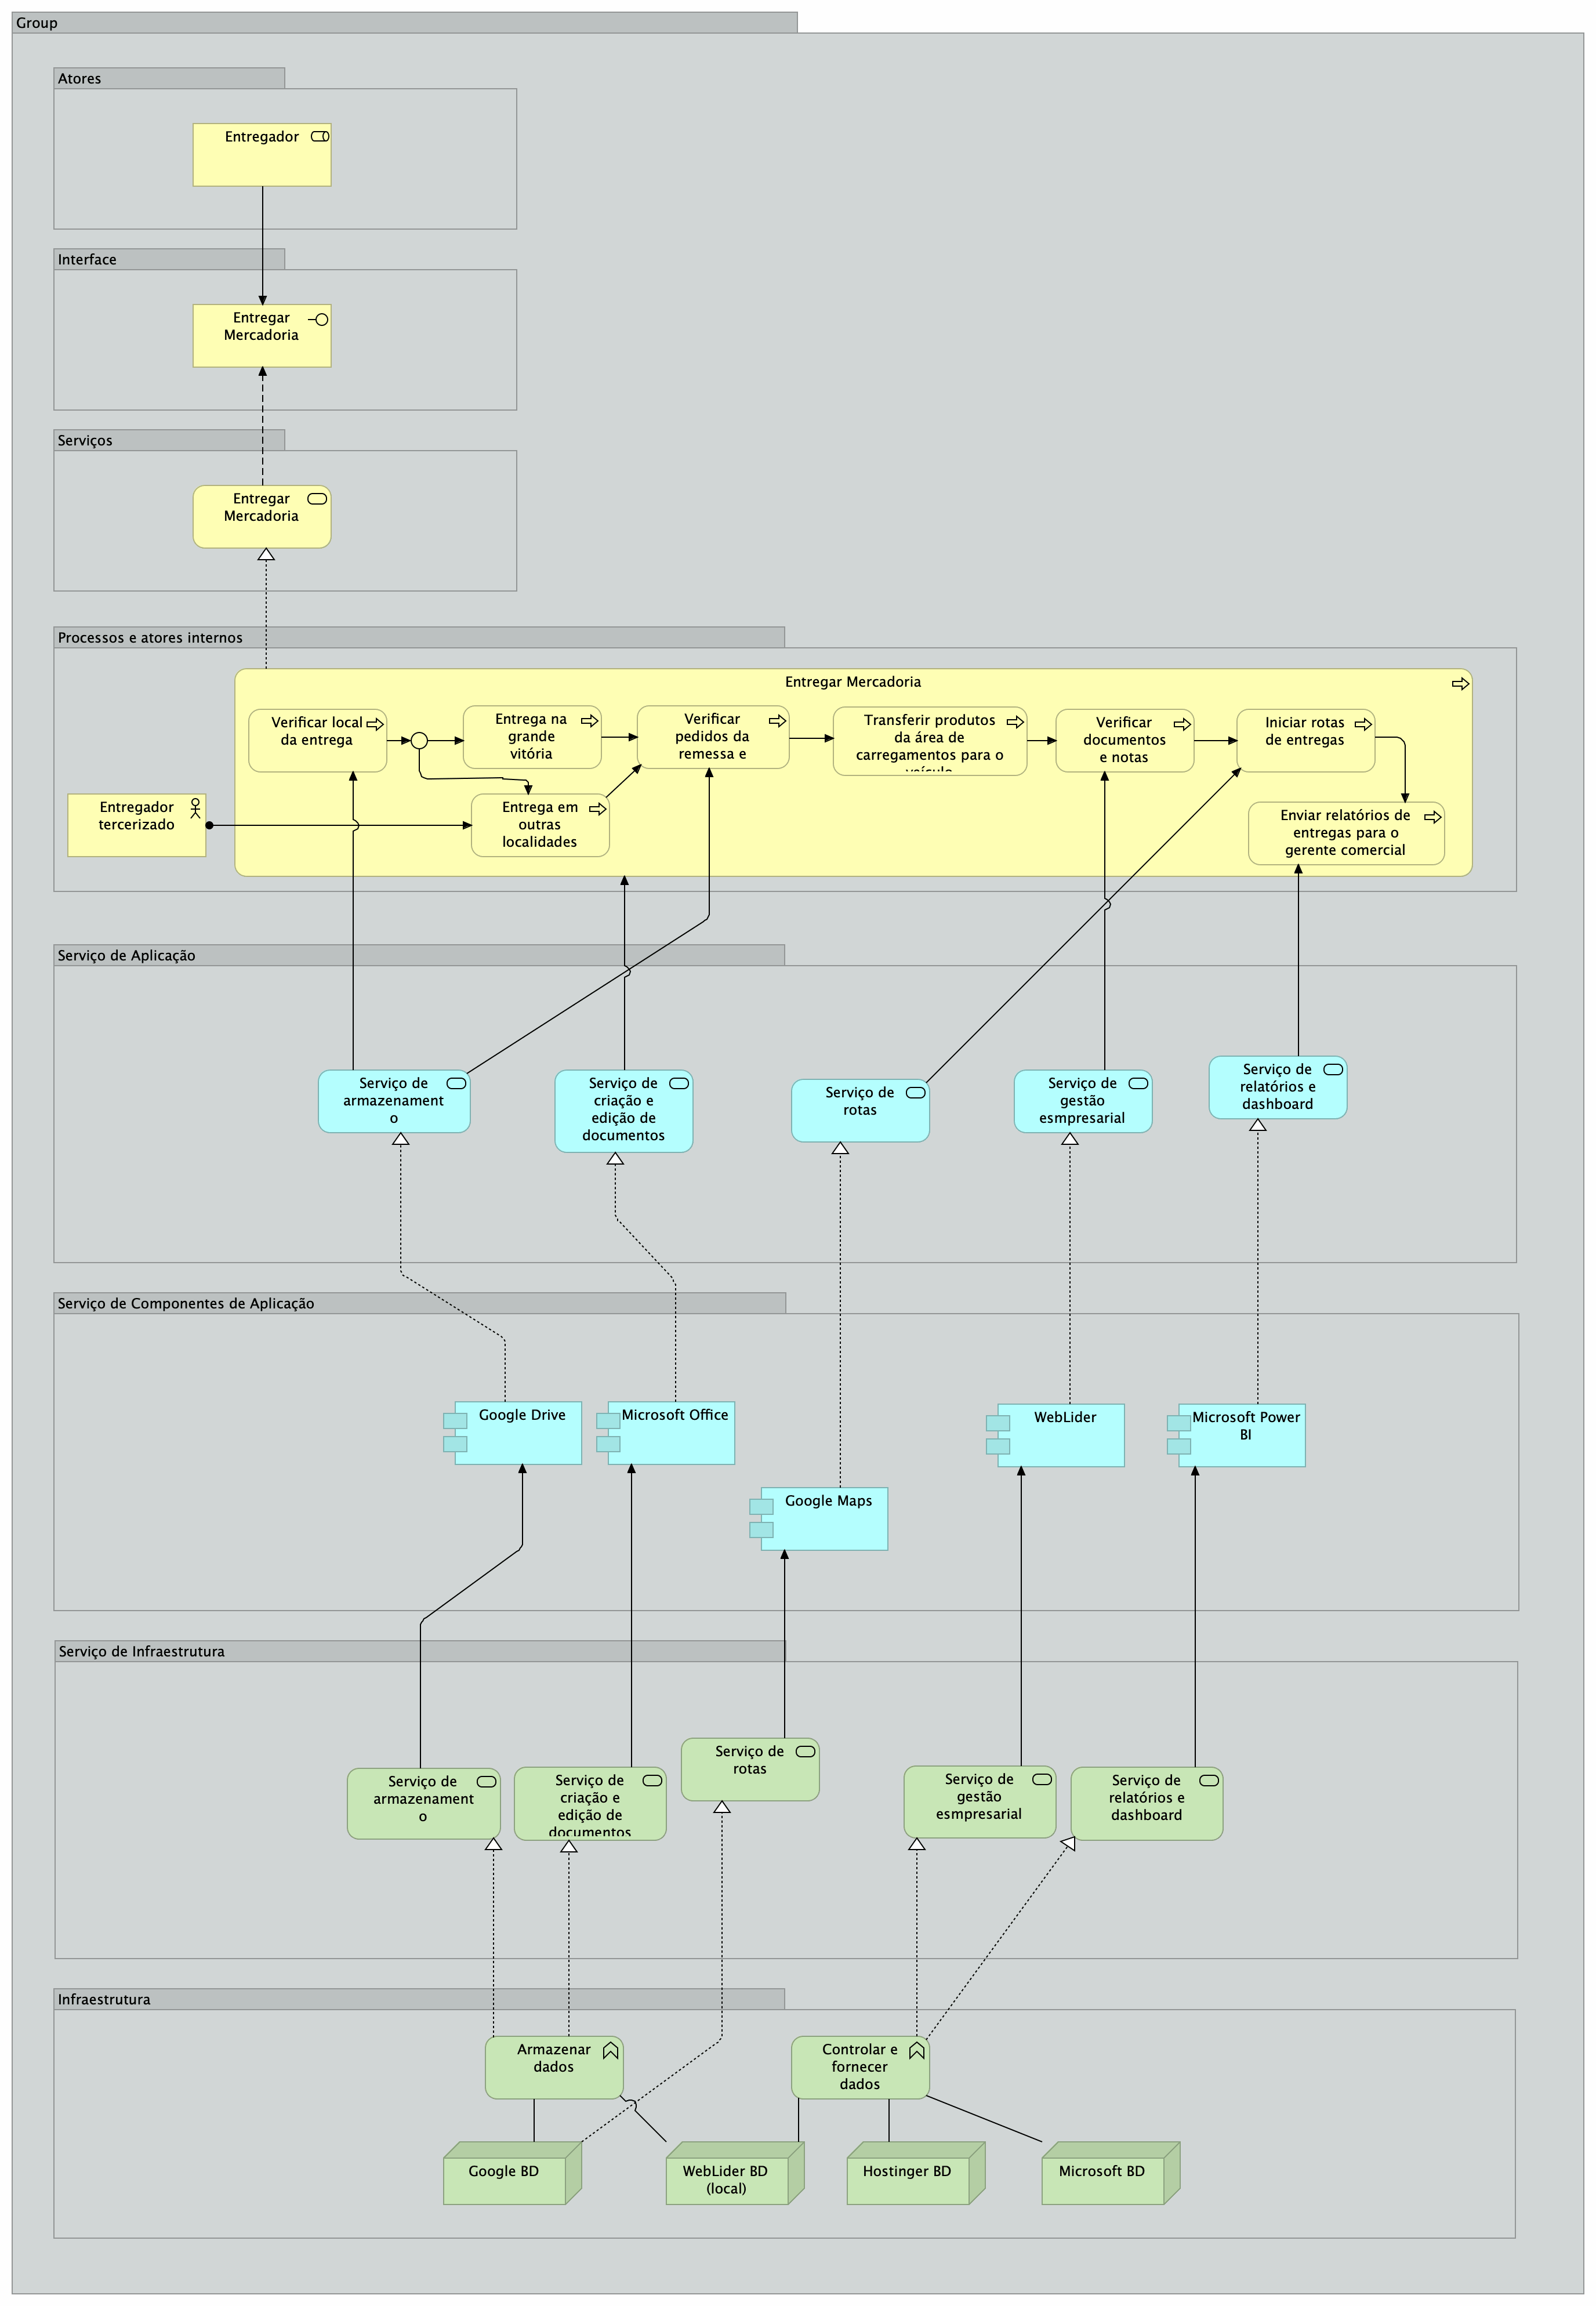 Group
Atores
Entregador
Interface
Entregar
Mercadoria
Serviços
Entregar
Mercadoria
Processos e atores internos
Entregar Mercadoria
Verificar local
da entrega
Entrega na
grande
vitória
Verificar
pedidos da
remessa e
Transferir produtos
da área de
carregamentos para o
veículo
Verificar
documentos
e notas
Iniciar rotas
de entregas
Entregador
tercerizado
Entrega em
outras
localidades
Enviar relatórios de
entregas para o
gerente comercial
Serviço de Aplicação
Serviço de
armazenament
o
Serviço de
criação e
edição de
documentos
Serviço de
rotas
Serviço de
gestão
esmpresarial
Serviço de
relatórios e
dashboard
Serviço de Componentes de Aplicação
Google Drive
Microsoft Office
WebLider
Microsoft Power
BI
Google Maps
Serviço de Infraestrutura
Serviço de
armazenament
o
Serviço de
criação e
edição de
documentos
Serviço de
rotas
Serviço de
gestão
esmpresarial
Serviço de
relatórios e
dashboard
Infraestrutura
Armazenar
dados
Controlar e
fornecer
dados
Google BD
WebLider BD
(local)
Hostinger BD
Microsoft BD